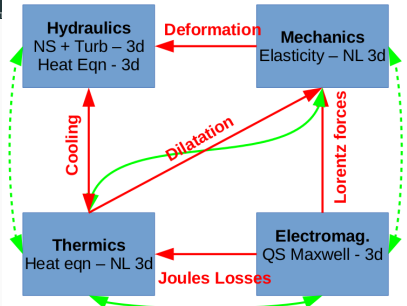 Hydraulics
NS + Turb – 3d
Heat Eqn - 3d
Deformation
Mechanics
Elasticity – NL 3d
Cooling
Dilatation
Lorentz forces
Thermics
Heat eqn – NL 3d
Joules Losses
Electromag.
QS Maxwell - 3d